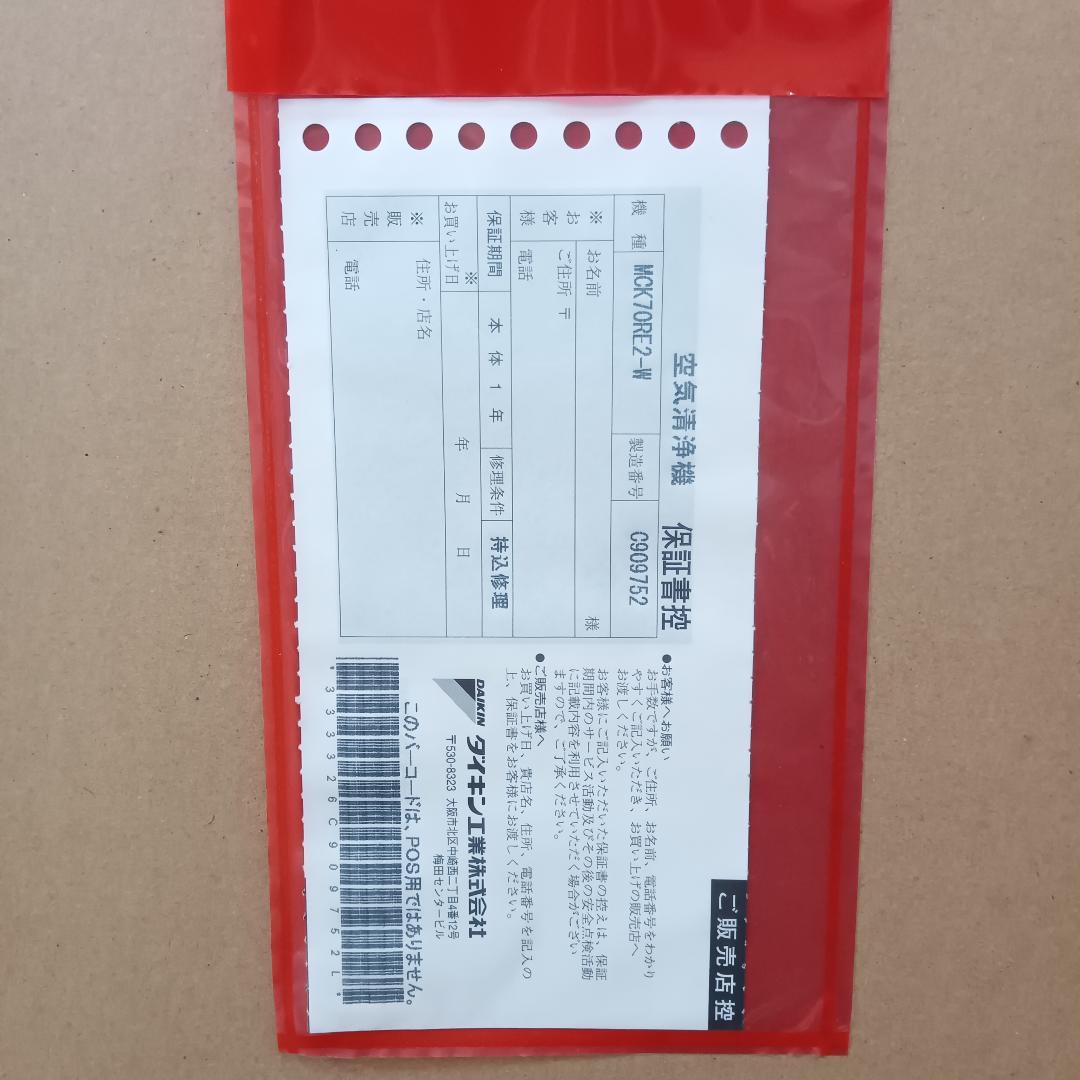 ご販売店控
空気清浄機 保証書控
機種 MCK70RE2-W 製造番号 C909752
※お客様
お名前 様
ご住所 〒
電話
保証期間 本体1年 修理条件 持込修理
※お買い上げ日 年 月 日
※販売店
住所・店名
電話
●お客様へお願い
お手数ですが、ご住所、お名前、電話番号をわかり
やすくご記入いただき、お買い上げの販売店へ
お渡しください。
お客様にご記入いただいた保証書の控えは、保証
期間内のサービス活動及びその後の安全点検活動
に記載内容を利用させていただく場合がござい
ますので、ご了承ください。
●ご販売店様へ
お買い上げ日、貴店名、住所、電話番号を記入の
上、保証書をお客様にお渡しください。
DAIKIN ダイキン工業株式会社
〒530-8323 大阪市北区中崎西二丁目4番12号
梅田センタービル
このバーコードは、POS用ではありません。
*333326C909752L*